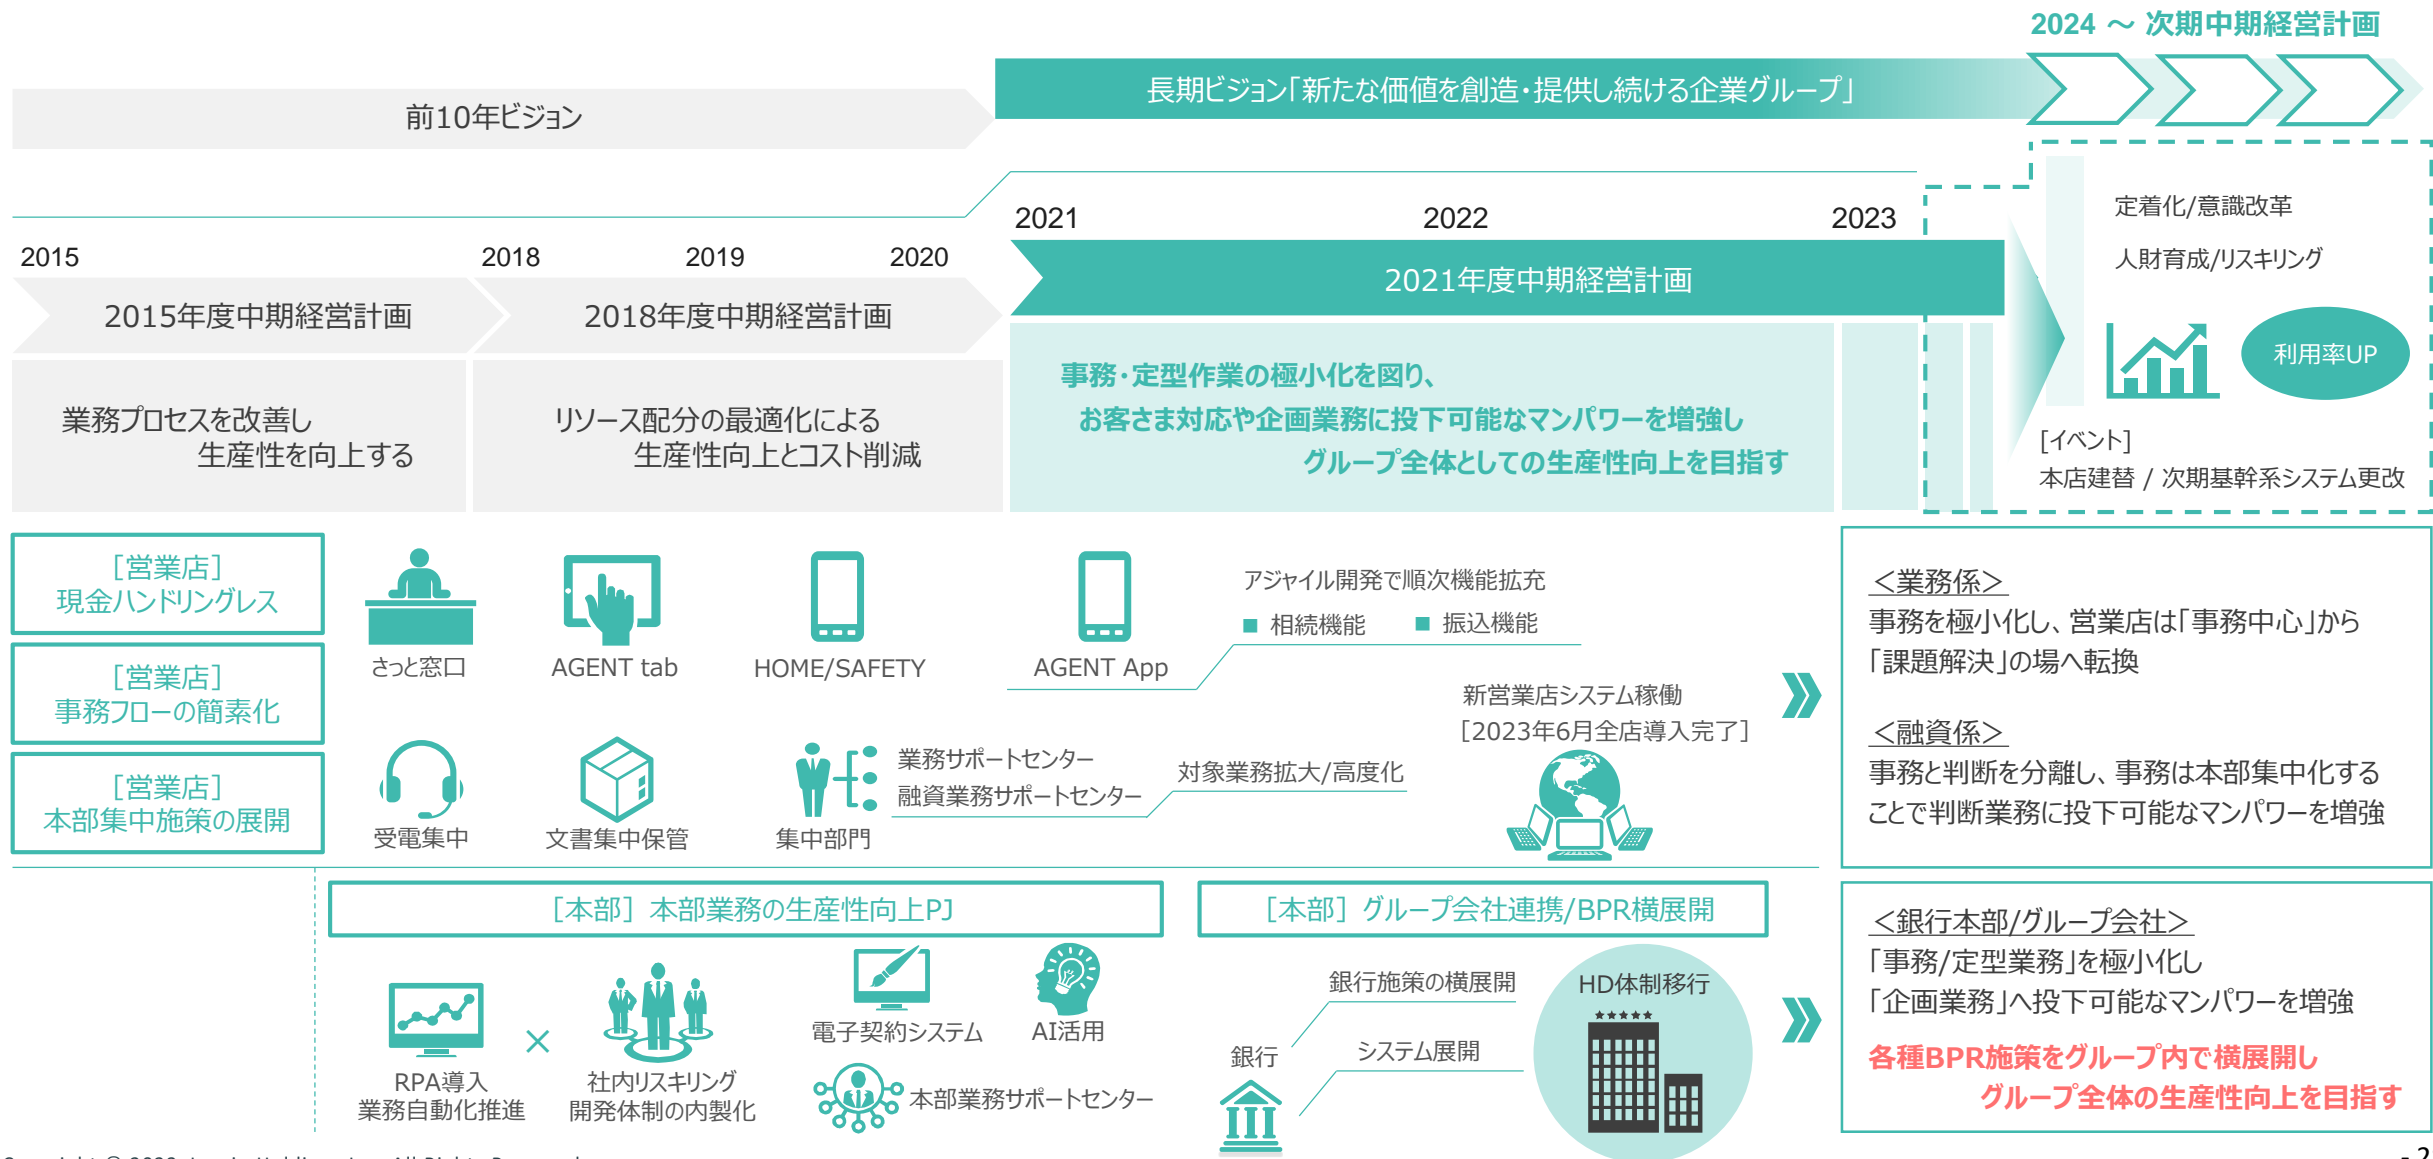 2024 ～ 次期中期経営計画
長期ビジョン「新たな価値を創造・提供し続ける企業グループ」
前10年ビジョン
2015
2018
2019
2020
2021
2022
2023
2015年度中期経営計画
2018年度中期経営計画
2021年度中期経営計画
業務プロセスを改善し
生産性を向上する
リソース配分の最適化による
生産性向上とコスト削減
事務・定型作業の極小化を図り、
お客さま対応や企画業務に投下可能なマンパワーを増強し
グループ全体としての生産性向上を目指す
定着化/意識改革
人財育成/リスキリング
利用率UP
[イベント]
本店建替 / 次期基幹系システム更改
[営業店]
現金ハンドリングレス
[営業店]
事務フローの簡素化
[営業店]
本部集中施策の展開
さっと窓口
AGENT tab
HOME/SAFETY
AGENT App
アジャイル開発で順次機能拡充
■ 相続機能
■ 振込機能
新営業店システム稼働
[2023年6月全店導入完了]
受電集中
文書集中保管
集中部門
業務サポートセンター
融資業務サポートセンター
対象業務拡大/高度化
＜業務係＞
事務を極小化し、営業店は「事務中心」から
「課題解決」の場へ転換
＜融資係＞
事務と判断を分離し、事務は本部集中化する
ことで判断業務に投下可能なマンパワーを増強
[本部] 本部業務の生産性向上PJ
RPA導入
業務自動化推進
×
社内リスキリング
開発体制の内製化
電子契約システム
AI活用
本部業務サポートセンター
[本部] グループ会社連携/BPR横展開
銀行
銀行施策の横展開
システム展開
HD体制移行
＜銀行本部/グループ会社＞
「事務/定型業務」を極小化し
「企画業務」へ投下可能なマンパワーを増強
各種BPR施策をグループ内で横展開し
グループ全体の生産性向上を目指す
- 2